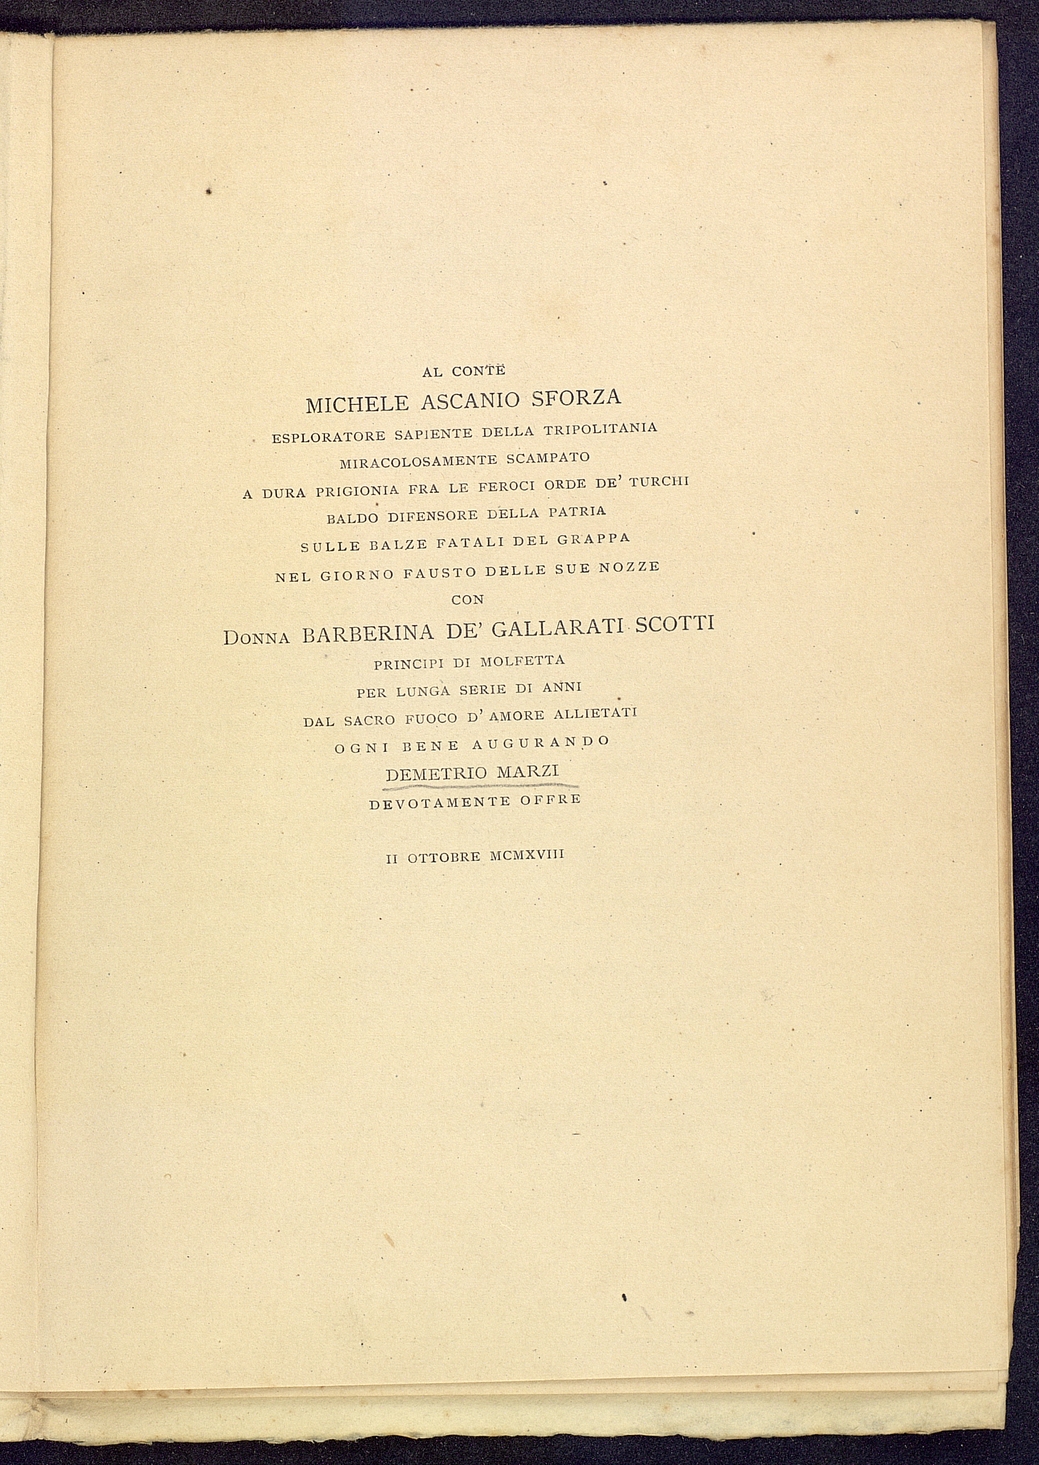 AL CONTE
MICHELE ASCANIO SFORZA
ESPLORATORE SAPIENTE DELLA TRIPOLITANIA
MIRACOLOSAMENTE SCAMPATO
A DURA PRIGIONIA FRA LE FEROCI ORDE DE' TURCHI
BALDO DIFENSORE DELLA PATRIA
SULLE BALZE FATALI DEL GRAPPA
NEL GIORNO FAUSTO DELLE SUE NOZZE
CON
DONNA BARBERINA DE' GALLARATI SCOTTI
PRINCIPI DI MOLFETTA
PER LUNGA SERIE DI ANNI
DAL SACRO FUOCO D' AMORE ALLIETATI
OGNI BENE AUGURANDO
DEMETRIO MARZI
DEVOTAMENTE OFFRE
II OTTOBRE MCMXVIII